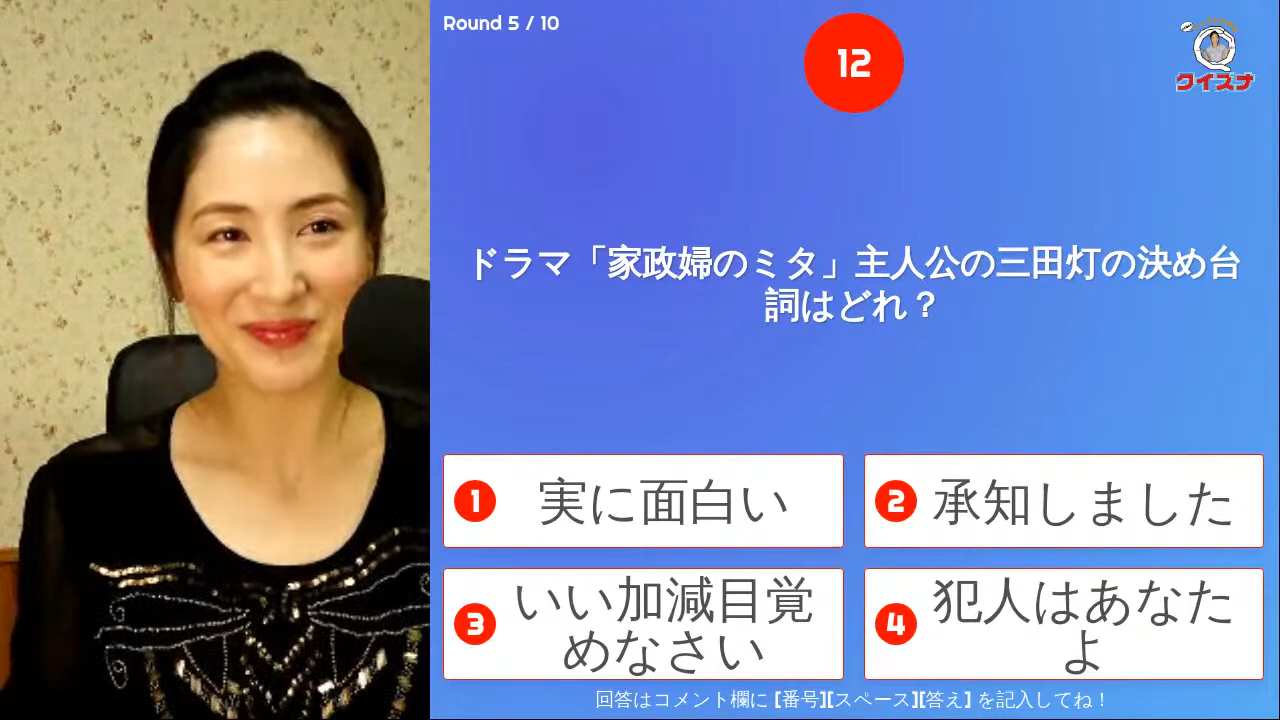 Round 5 / 10
12
クイズナ
ドラマ「家政婦のミタ」主人公の三田灯の決め台
詞はどれ？
1 実に面白い
2 承知しました
3 いい加減目覚
めなさい
4 犯人はあなた
よ
回答はコメント欄に [番号][スペース][答え] を記入してね！